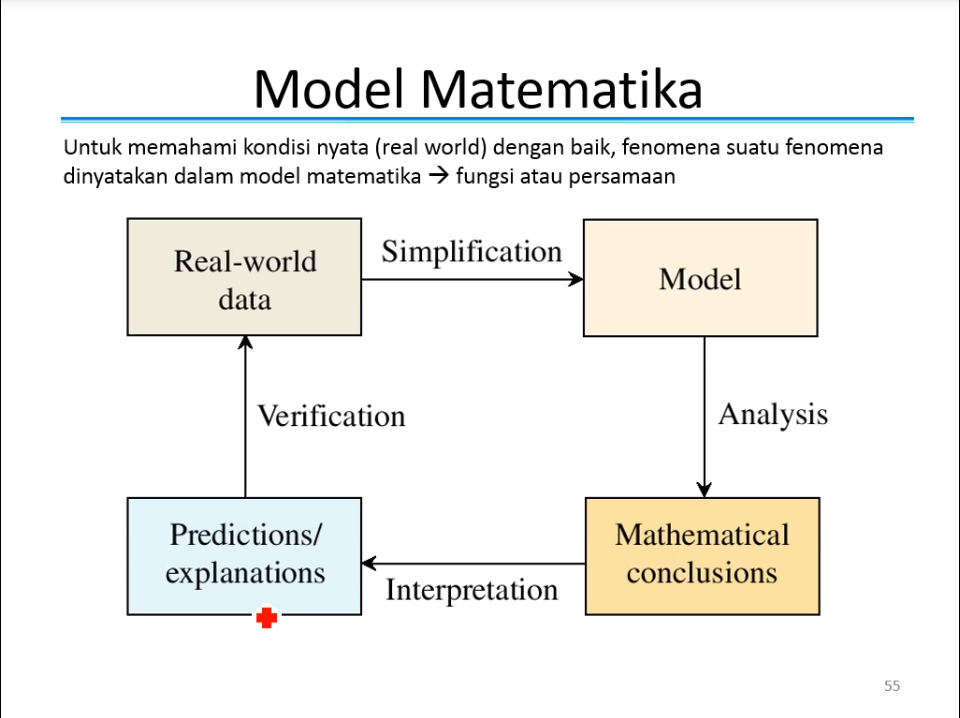 Model Matematika
Untuk memahami kondisi nyata (real world) dengan baik, fenomena suatu fenomena
dinyatakan dalam model matematika → fungsi atau persamaan
Real-world
data
Simplification
Model
Verification
Analysis
Predictions/
explanations
Interpretation
Mathematical
conclusions
55